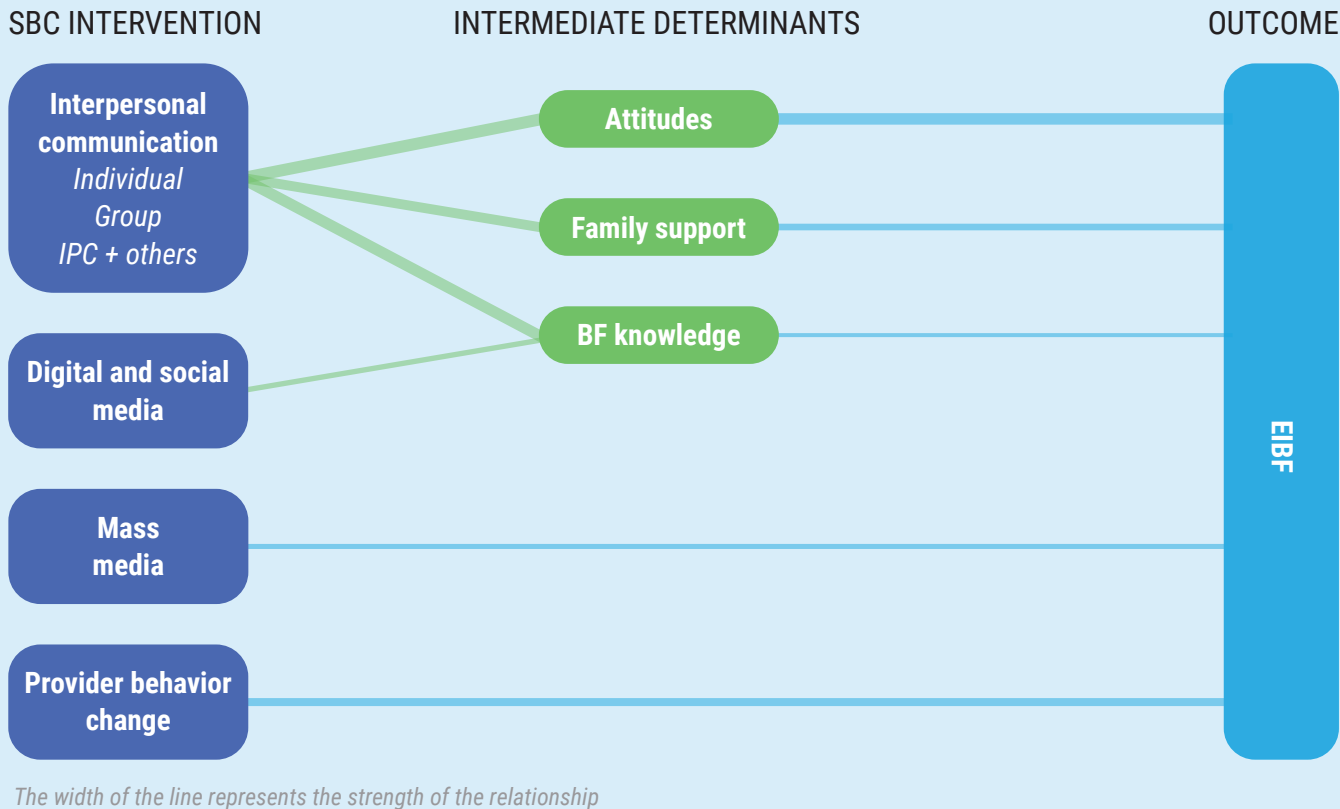 SBC INTERVENTION
INTERMEDIATE DETERMINANTS
OUTCOME
Interpersonal
communication
Individual
Group
IPC + others
Digital and social
media
Mass
media
Provider behavior
change
Attitudes
Family support
BF knowledge
EIBF
The width of the line represents the strength of the relationship